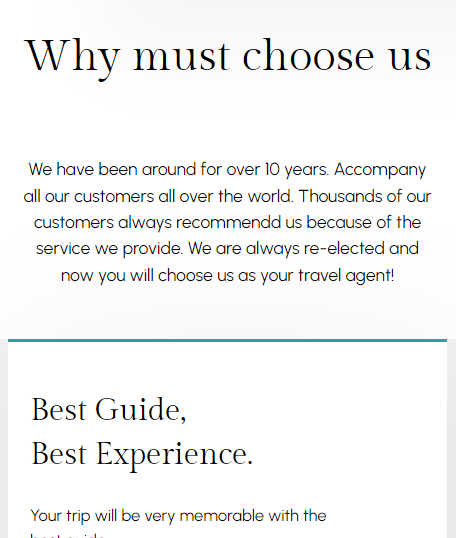 Why must choose us
We have been around for over 10 years. Accompany
all our customers all over the world. Thousands of our
customers always recommendd us because of the
service we provide. We are always re-elected and
now you will choose us as your travel agent!
Best Guide,
Best Experience.
Your trip will be very memorable with the
best guide